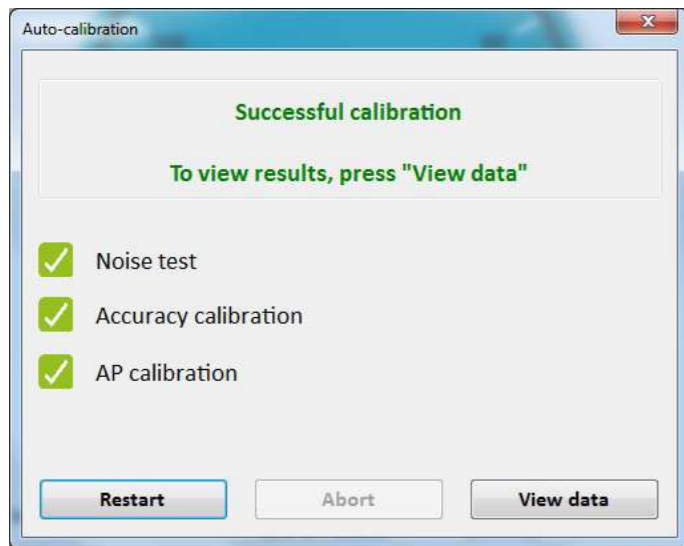 Auto-calibration
Successful calibration
To view results, press "View data"
Noise test
Accuracy calibration
AP calibration
Restart
Abort
View data